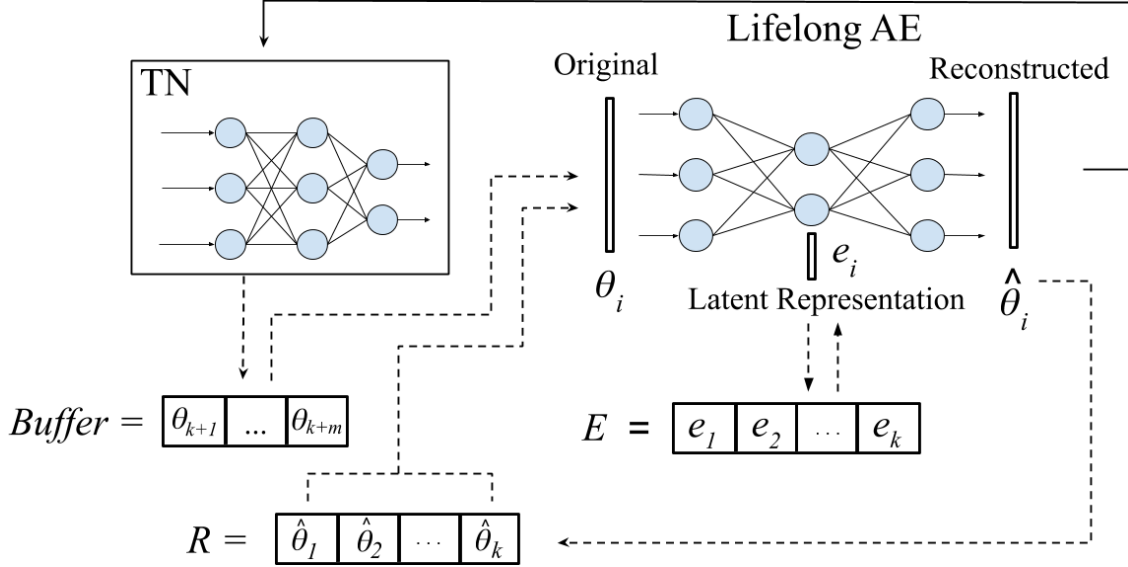 Lifelong AE
TN
Original
Reconstructed
θ_i
e_i
Latent Representation
θ̂_i
Buffer = θ_{k+1} ... θ_{k+m}
E = e_1 e_2 ... e_k
R = θ̂_1 θ̂_2 ... θ̂_k